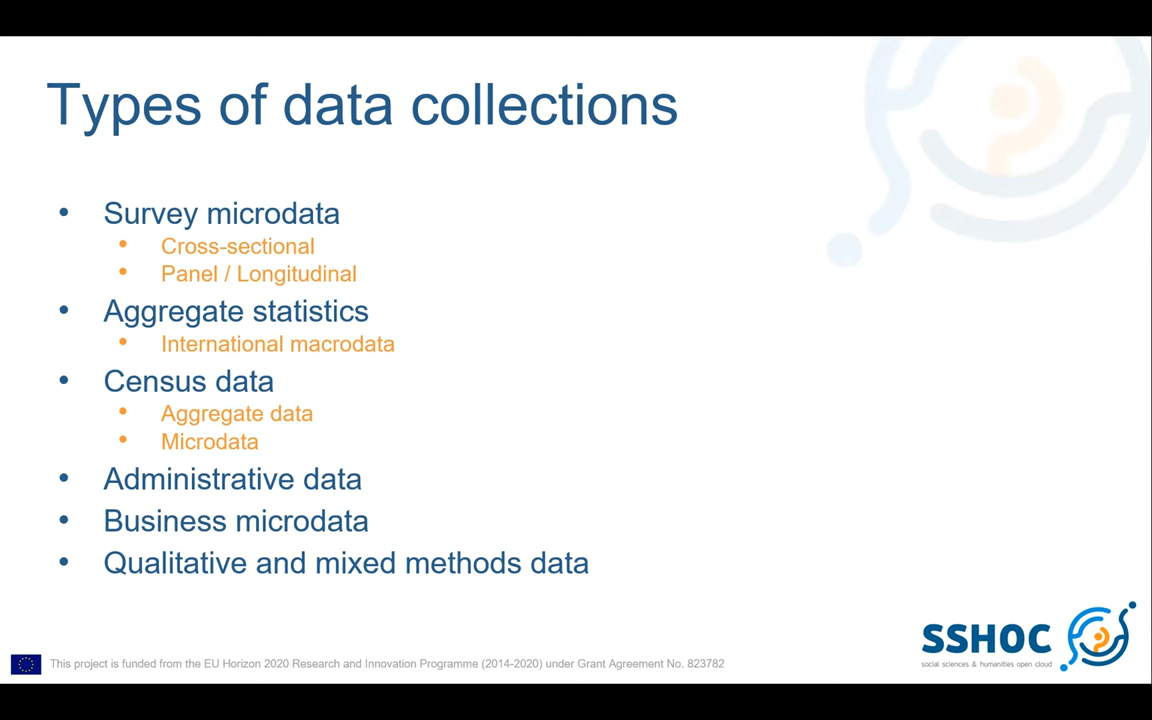 Types of data collections
• Survey microdata
• Cross-sectional
• Panel / Longitudinal
• Aggregate statistics
• International macrodata
• Census data
• Aggregate data
• Microdata
• Administrative data
• Business microdata
• Qualitative and mixed methods data
SSHOC
social sciences & humanities open cloud
This project is funded from the EU Horizon 2020 Research and Innovation Programme (2014-2020) under Grant Agreement No. 823782